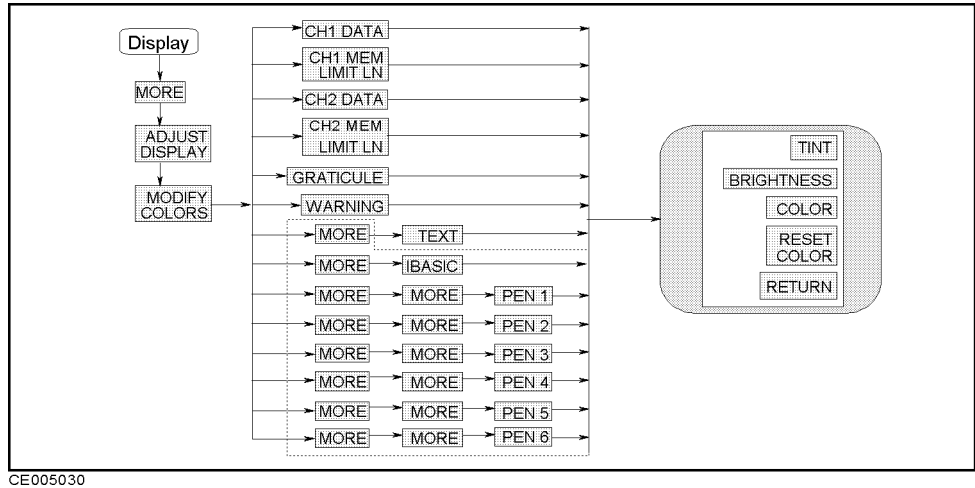 Display
MORE
ADJUST
DISPLAY
MODIFY
COLORS
CH1 DATA
CH1 MEM
LIMIT LN
CH2 DATA
CH2 MEM
LIMIT LN
GRATICULE
WARNING
MORE TEXT
MORE IBASIC
MORE MORE PEN 1
MORE MORE PEN 2
MORE MORE PEN 3
MORE MORE PEN 4
MORE MORE PEN 5
MORE MORE PEN 6
TINT
BRIGHTNESS
COLOR
RESET
COLOR
RETURN
CE005030